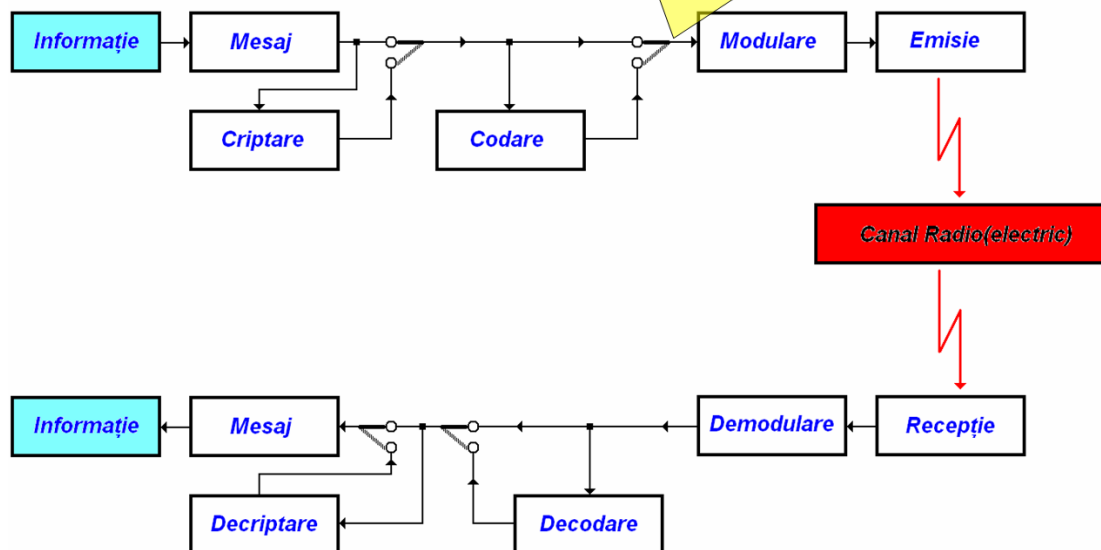 Informație
Mesaj
Modulare
Emisie
Criptare
Codare
Canal Radio(electric)
Informație
Mesaj
Demodulare
Recepție
Decriptare
Decodare